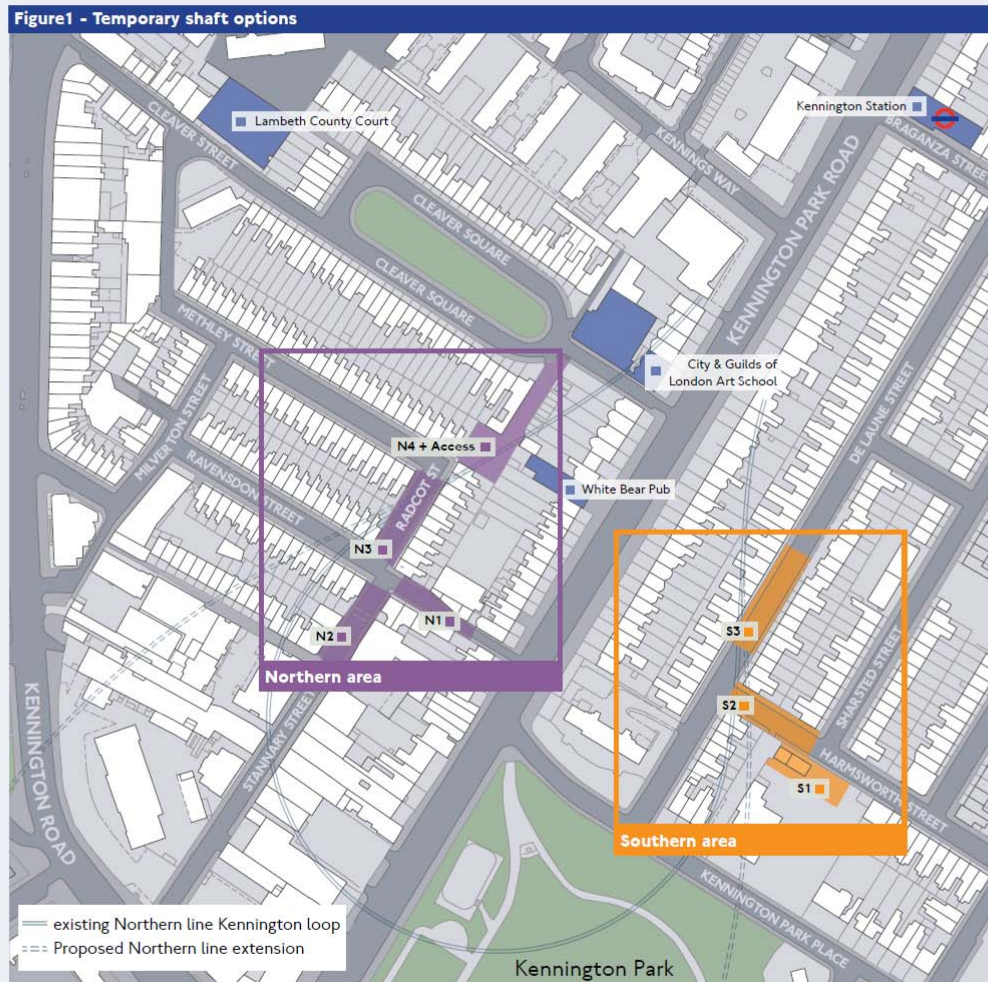 Figure1 - Temporary shaft options
CLEAVER STREET
Lambeth County Court
Kennington Station
BRAGANZA STREET
KENNINGS WAY
KENNINGTON PARK ROAD
CLEAVER SQUARE
CLEAVER SQUARE
METHLEY STREET
City & Guilds of
London Art School
DE LAUNE STREET
MILVERTON STREET
RAVENSDON STREET
N4 + Access
RADCOT ST
White Bear Pub
N3
N1
N2
Northern area
STANNARY STREET
KENNINGTON ROAD
S3
S2
SHARSTED STREET
HARMSWORTH STREET
S1
Southern area
KENNINGTON PARK PLACE
existing Northern line Kennington loop
Proposed Northern line extension
Kennington Park